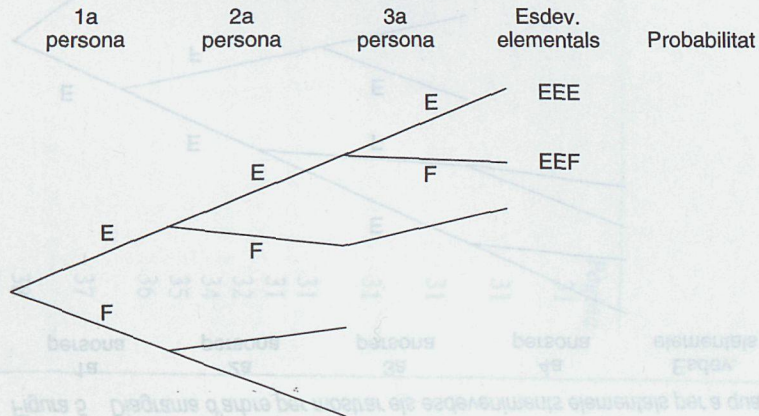 1a persona
2a persona
3a persona
Esdev. elementals
Probabilitat
E
EEE
E
EEF
F
E
F
F